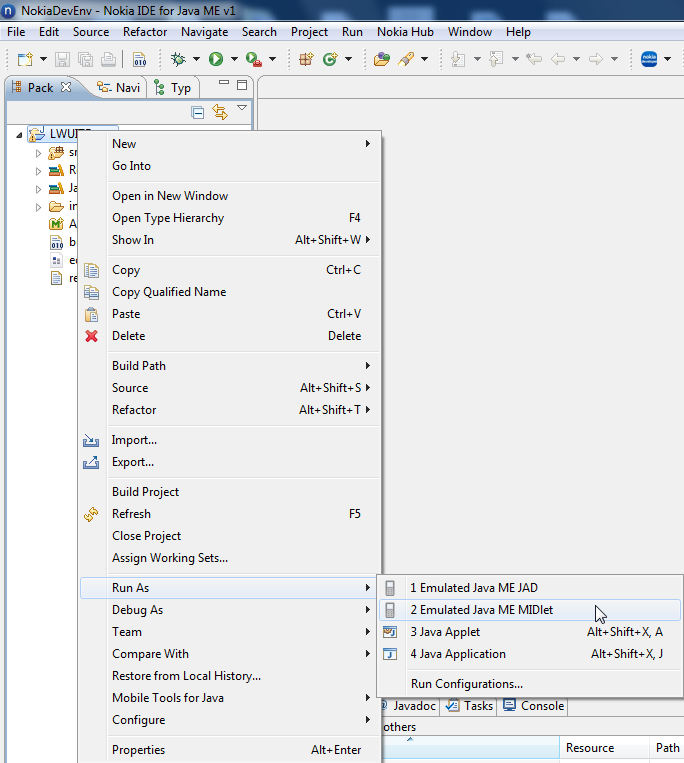 NokiaDevEnv - Nokia IDE for Java ME v1
File Edit Source Refactor Navigate Search Project Run Nokia Hub Window Help
Pack Navi Typ
New
Go Into
Open in New Window
Open Type Hierarchy F4
Show In Alt+Shift+W
Copy Ctrl+C
Copy Qualified Name
Paste Ctrl+V
Delete Delete
Build Path
Source Alt+Shift+S
Refactor Alt+Shift+T
Import...
Export...
Build Project
Refresh F5
Close Project
Assign Working Sets...
Run As
Debug As
Team
Compare With
Restore from Local History...
Mobile Tools for Java
Configure
Properties Alt+Enter
1 Emulated Java ME JAD
2 Emulated Java ME MIDlet
3 Java Applet Alt+Shift+X, A
4 Java Application Alt+Shift+X, J
Run Configurations...
Javadoc Tasks Console
others
Resource Path